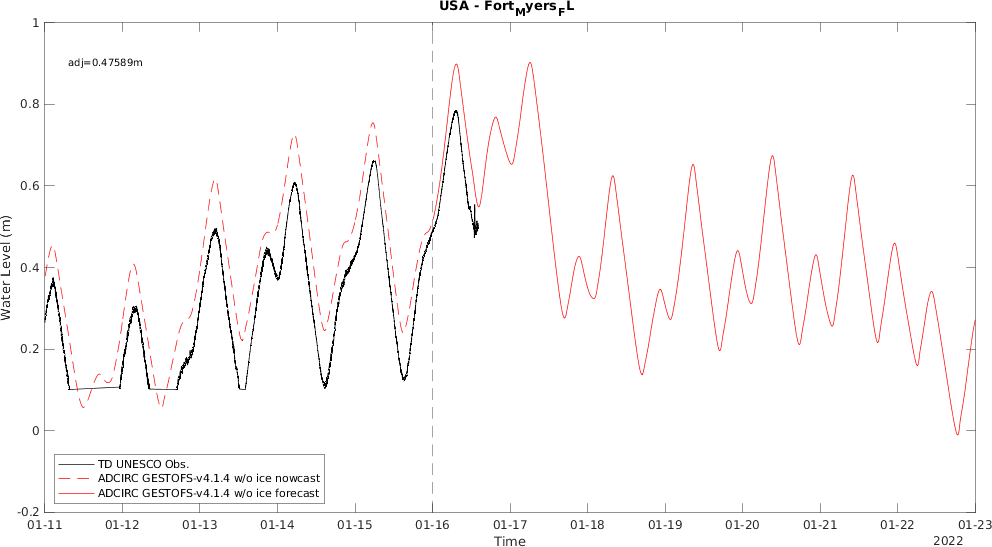 USA - Fort_Myers_FL
adj=0.47589m
1
0.8
0.6
0.4
0.2
0
-0.2
Water Level (m)
TD UNESCO Obs.
ADCIRC GESTOFS-v4.1.4 w/o ice nowcast
ADCIRC GESTOFS-v4.1.4 w/o ice forecast
01-11 01-12 01-13 01-14 01-15 01-16 01-17 01-18 01-19 01-20 01-21 01-22 01-23
Time
2022